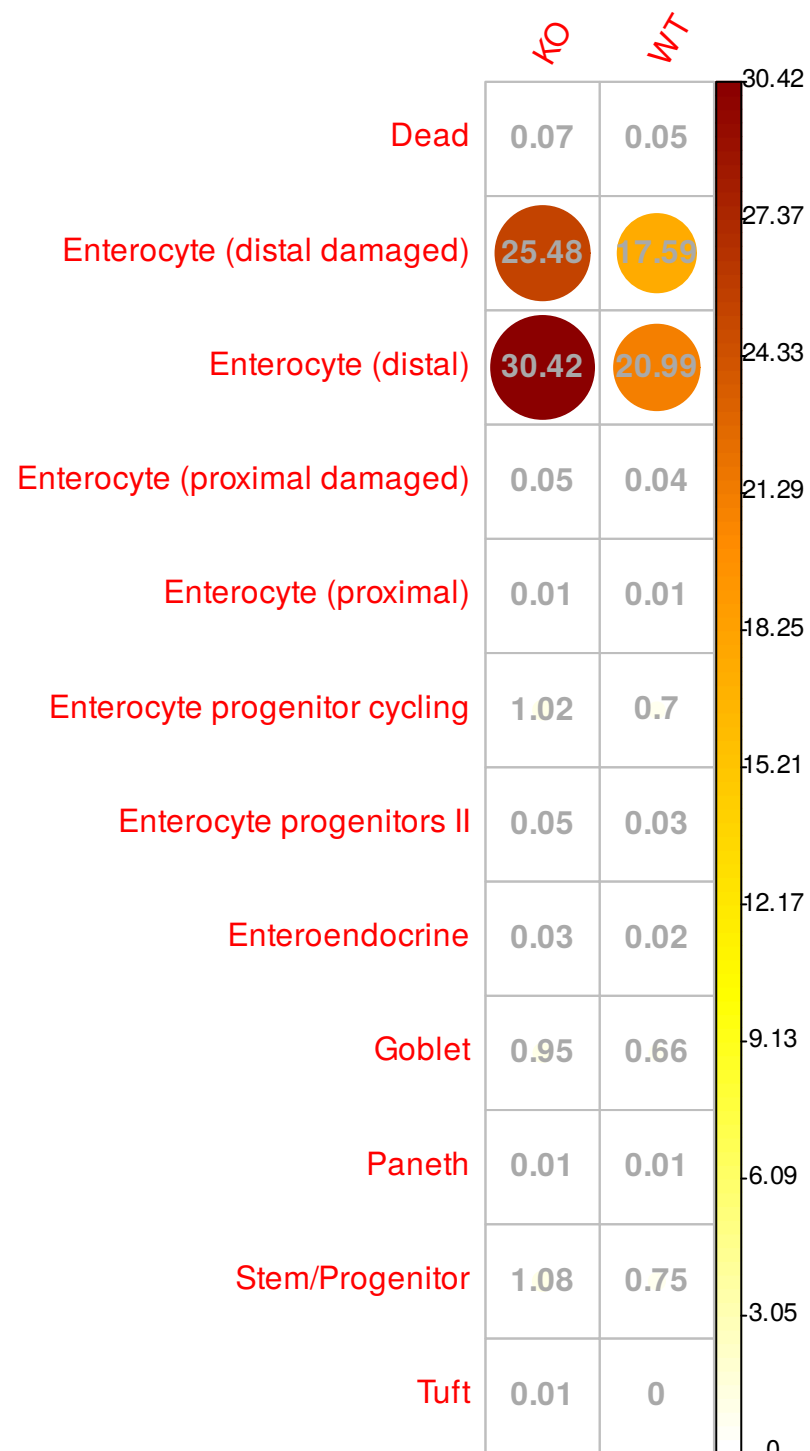 KO WT
30.42
Dead 0.07 0.05
27.37
Enterocyte (distal damaged) 25.48 17.59
24.33
Enterocyte (distal) 30.42 20.99
21.29
Enterocyte (proximal damaged) 0.05 0.04
18.25
Enterocyte (proximal) 0.01 0.01
Enterocyte progenitor cycling 1.02 0.7
15.21
Enterocyte progenitors II 0.05 0.03
12.17
Enteroendocrine 0.03 0.02
9.13
Goblet 0.95 0.66
Paneth 0.01 0.01
6.09
Stem/Progenitor 1.08 0.75
3.05
Tuft 0.01 0
0